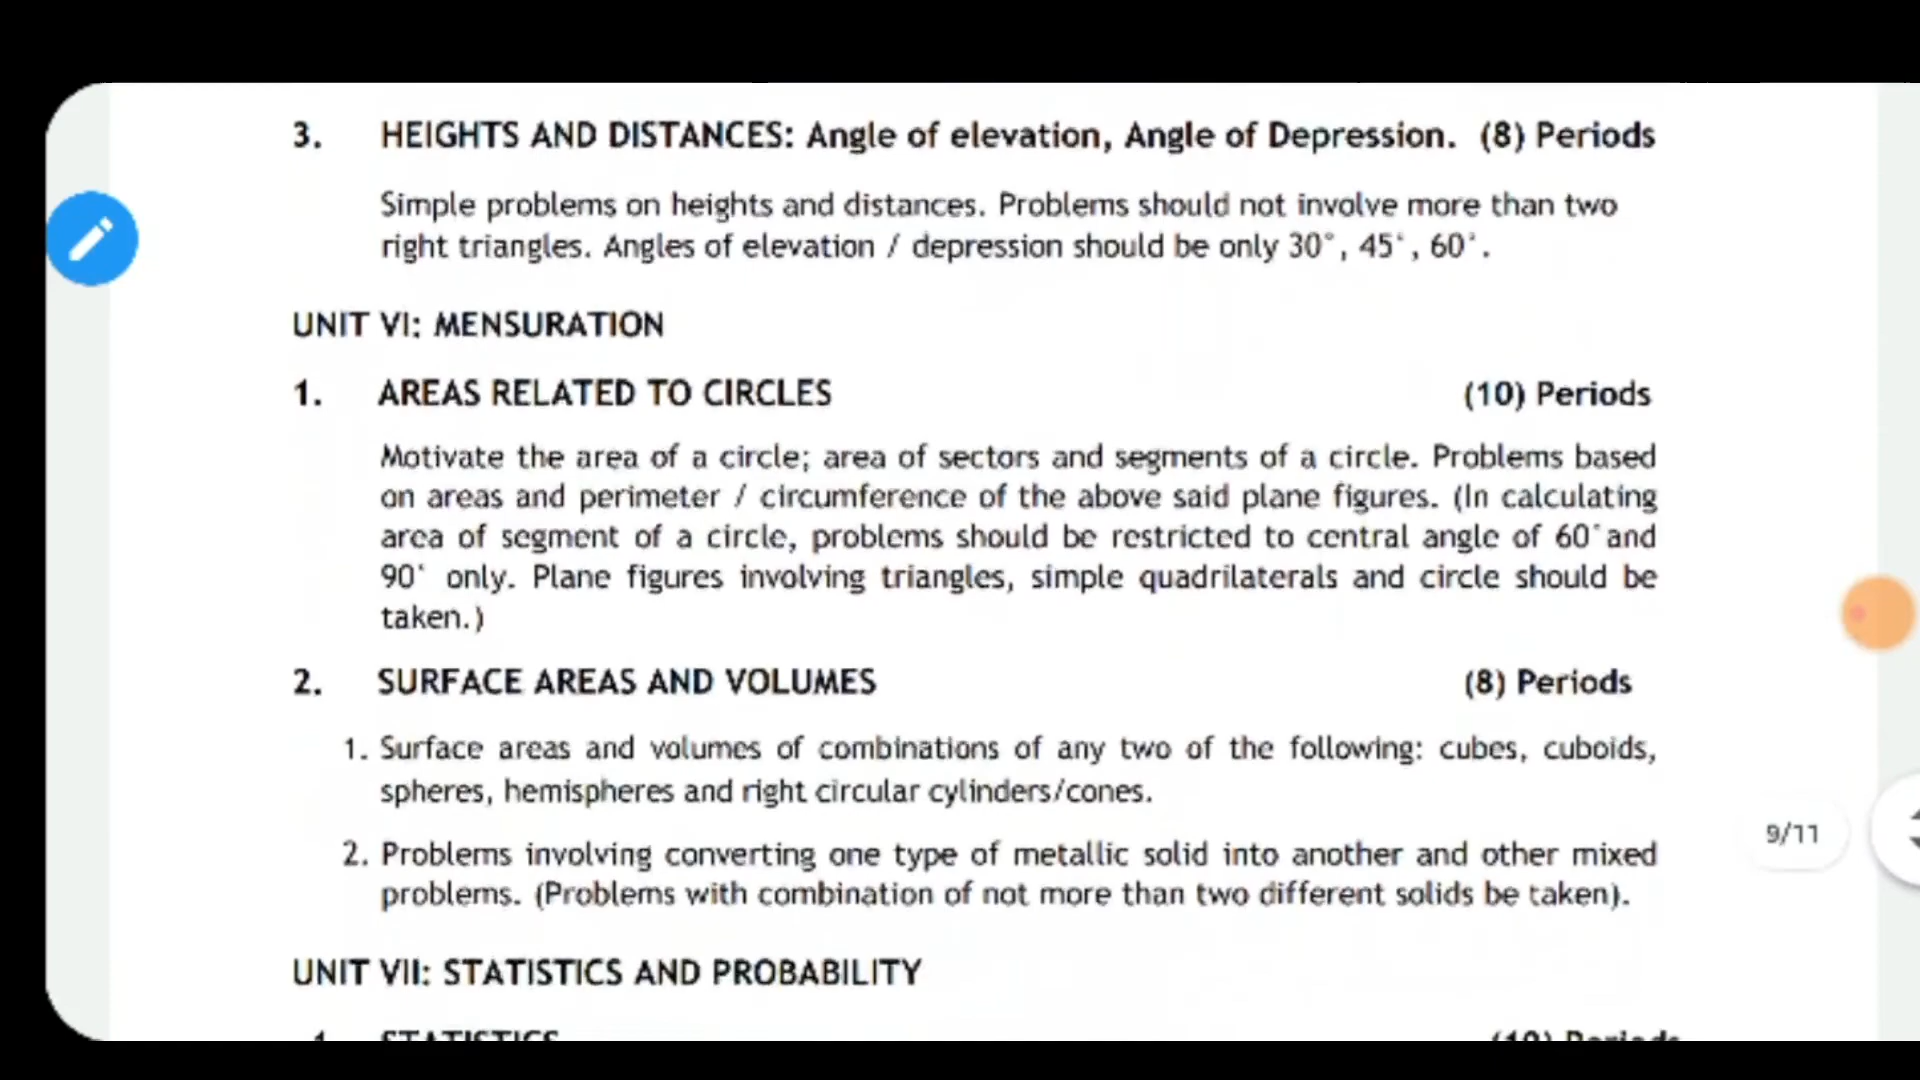 3. HEIGHTS AND DISTANCES: Angle of elevation, Angle of Depression. (8) Periods
Simple problems on heights and distances. Problems should not involve more than two
right triangles. Angles of elevation / depression should be only 30°, 45°, 60°.
UNIT VI: MENSURATION
1. AREAS RELATED TO CIRCLES (10) Periods
Motivate the area of a circle; area of sectors and segments of a circle. Problems based
on areas and perimeter / circumference of the above said plane figures. (In calculating
area of segment of a circle, problems should be restricted to central angle of 60° and
90° only. Plane figures involving triangles, simple quadrilaterals and circle should be
taken.)
2. SURFACE AREAS AND VOLUMES (8) Periods
1. Surface areas and volumes of combinations of any two of the following: cubes, cuboids,
spheres, hemispheres and right circular cylinders/cones.
9/11
2. Problems involving converting one type of metallic solid into another and other mixed
problems. (Problems with combination of not more than two different solids be taken).
UNIT VII: STATISTICS AND PROBABILITY
1. STATISTICS Periods